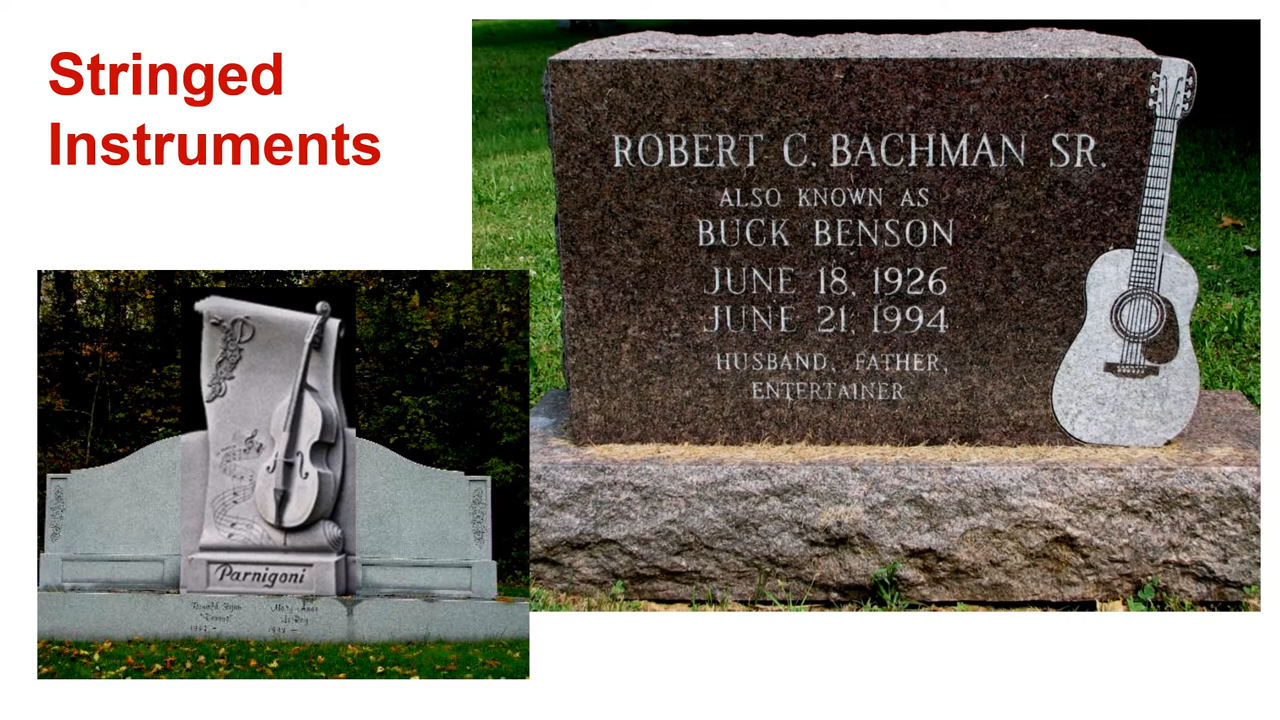 Stringed
Instruments
ROBERT C. BACHMAN SR.
ALSO KNOWN AS
BUCK BENSON
JUNE 18, 1926
JUNE 21, 1994
HUSBAND, FATHER,
ENTERTAINER
Parnigoni